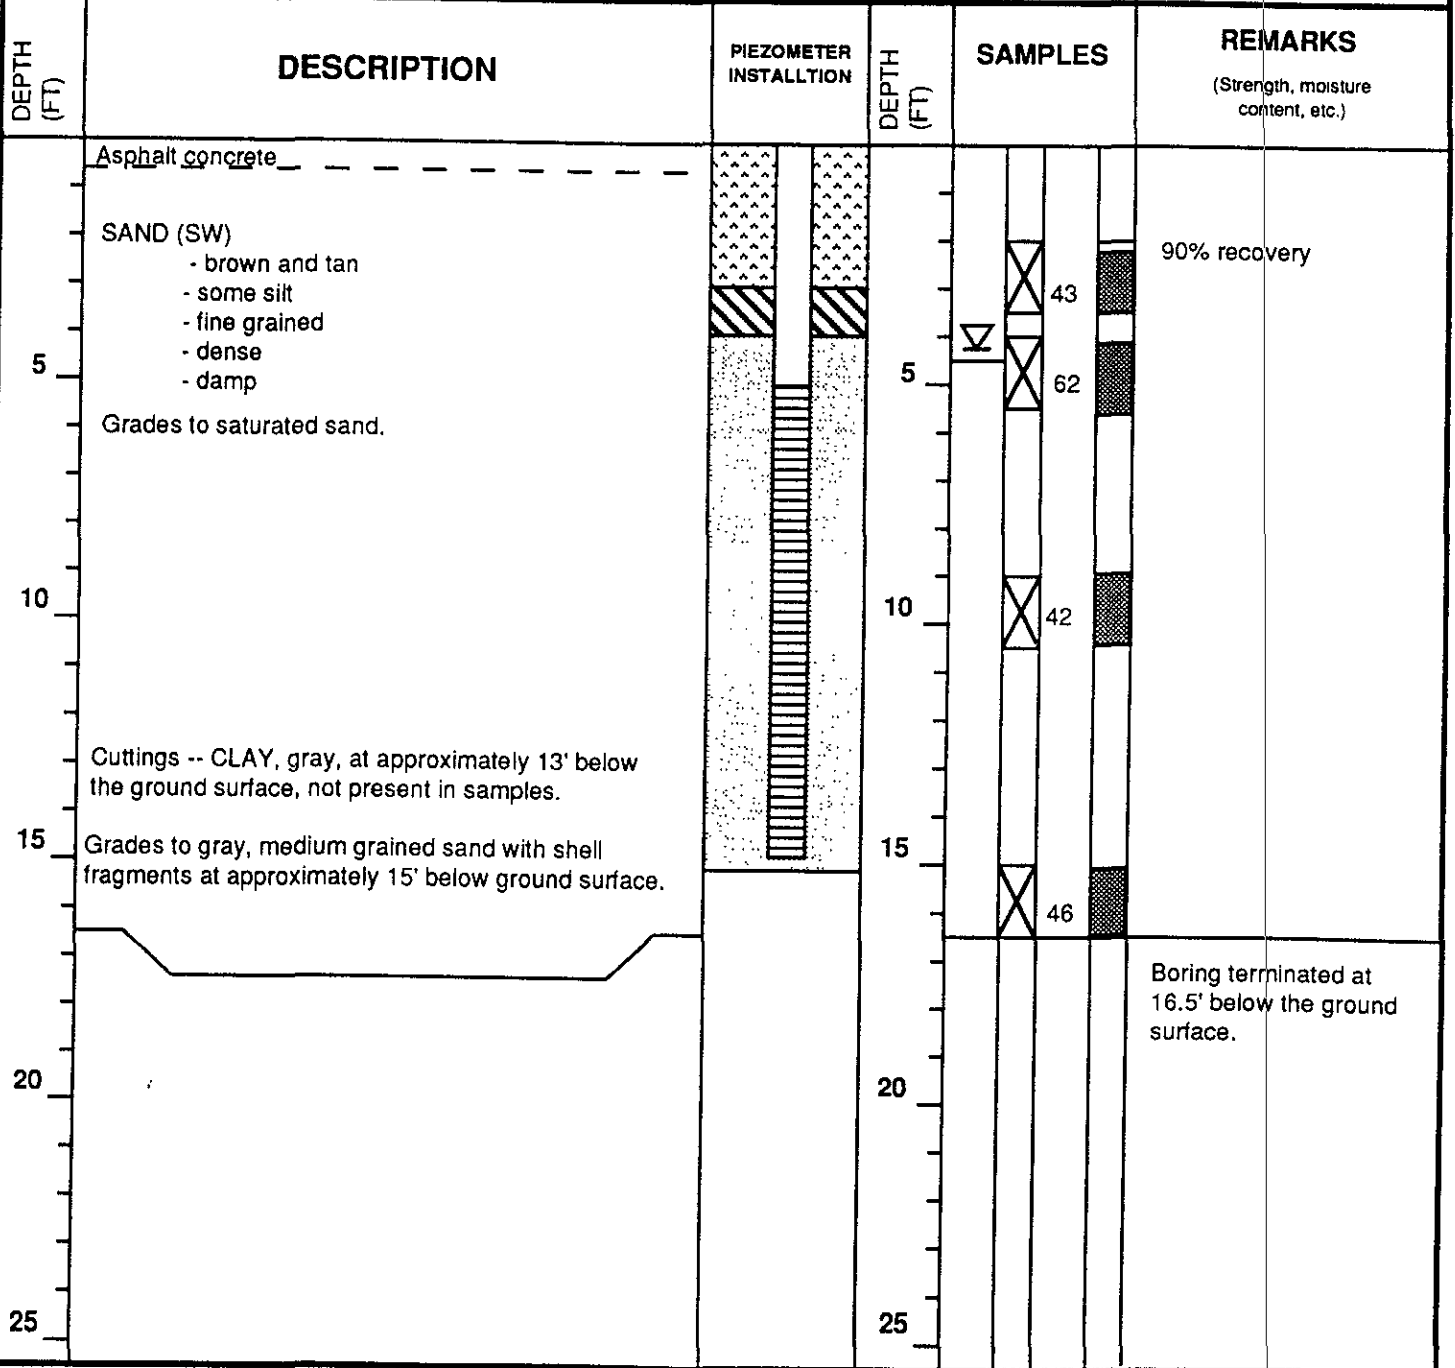 DEPTH
(FT)
DESCRIPTION
PIEZOMETER
INSTALLTION
DEPTH
(FT)
SAMPLES
REMARKS
(Strength, moisture
content, etc.)
Asphalt concrete
SAND (SW)
- brown and tan
- some silt
- fine grained
- dense
- damp
Grades to saturated sand.
Cuttings -- CLAY, gray, at approximately 13' below
the ground surface, not present in samples.
Grades to gray, medium grained sand with shell
fragments at approximately 15' below ground surface.
5
10
15
20
25
5
10
15
20
25
43
62
42
46
90% recovery
Boring terminated at
16.5' below the ground
surface.